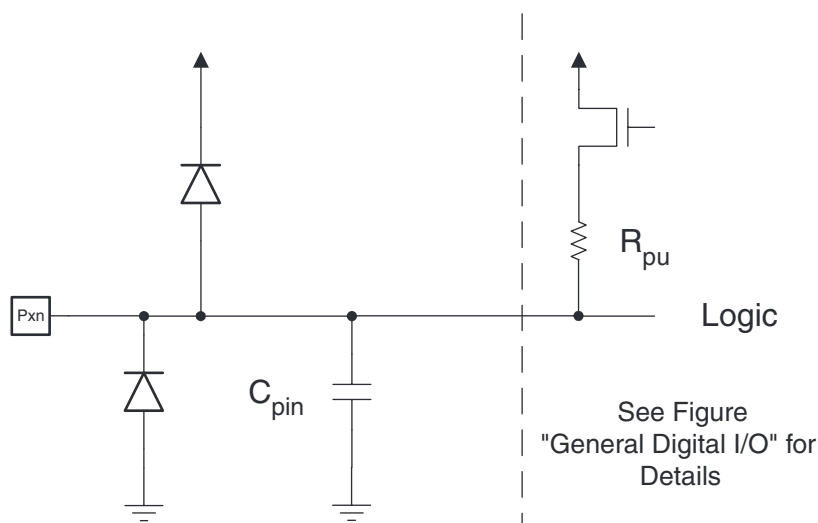 R_pu
Pxn
Logic
C_pin
See Figure
"General Digital I/O" for
Details